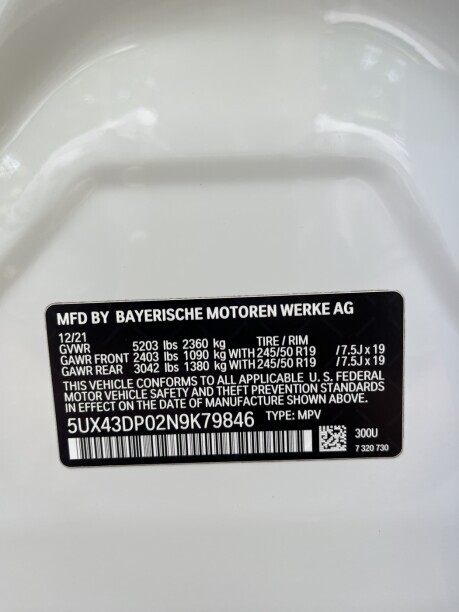 MFD BY BAYERISCHE MOTOREN WERKE AG
12/21
GVWR 5203 lbs 2360 kg TIRE / RIM
GAWR FRONT 2403 lbs 1090 kg WITH 245/50 R19 / 7.5J x 19
GAWR REAR 3042 lbs 1380 kg WITH 245/50 R19 / 7.5J x 19
THIS VEHICLE CONFORMS TO ALL APPLICABLE U. S. FEDERAL
MOTOR VEHICLE SAFETY AND THEFT PREVENTION STANDARDS
IN EFFECT ON THE DATE OF MANUFACTURE SHOWN ABOVE.
5UX43DP02N9K79846 TYPE: MPV
300U
7 320 730